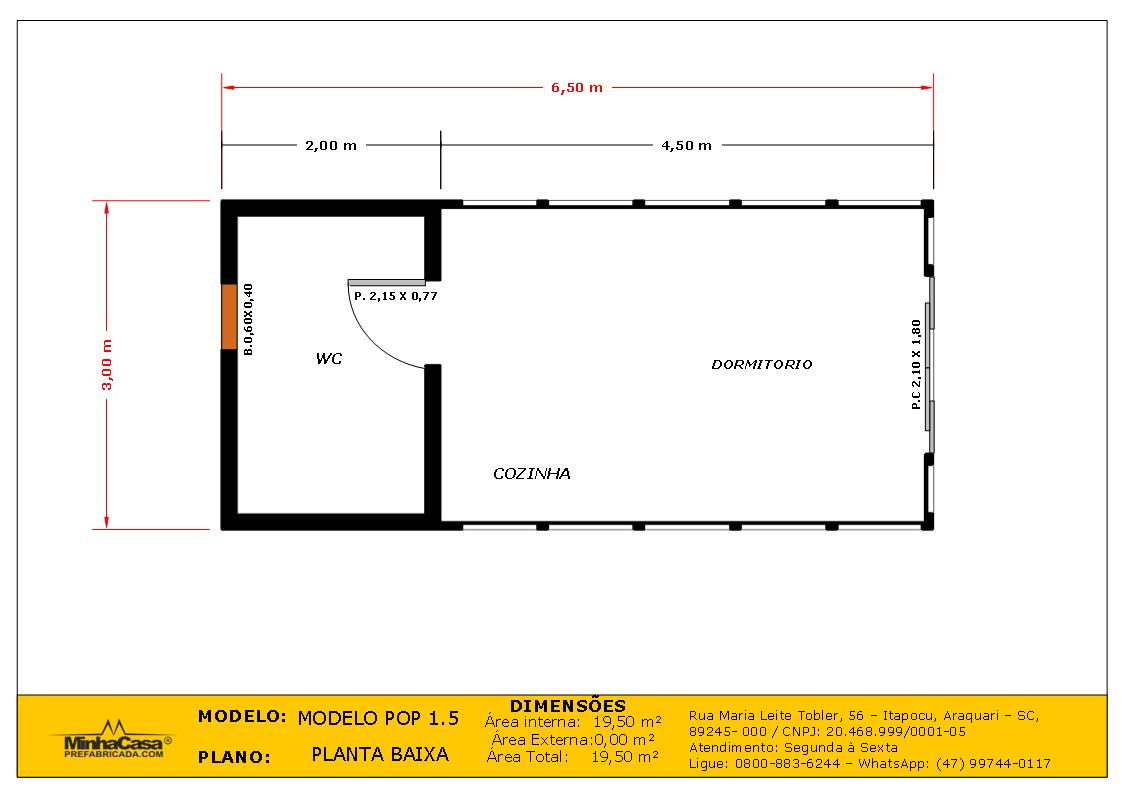 6,50 m
2,00 m
4,50 m
3,00 m
P. 2,15 X 0,77
B.0,60X0,40
WC
DORMITORIO
P.C 2,10 X 1,80
COZINHA
MinhaCasa®
PREFABRICADA.COM
MODELO: MODELO POP 1.5
PLANO: PLANTA BAIXA
DIMENSÕES
Área interna: 19,50 m²
Área Externa:0,00 m²
Área Total: 19,50 m²
Rua Maria Leite Tobler, 56 – Itapocu, Araquari – SC,
89245- 000 / CNPJ: 20.468.999/0001-05
Atendimento: Segunda à Sexta
Ligue: 0800-883-6244 – WhatsApp: (47) 99744-0117